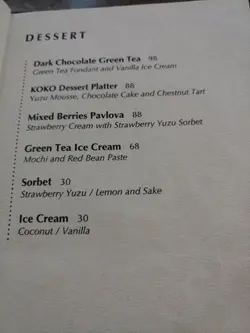 DESSERT
Dark Chocolate Green Tea 98
Green Tea Fondant and Vanilla Ice Cream
KOKO Dessert Platter 88
Yuzu Mousse, Chocolate Cake and Chestnut Tart
Mixed Berries Pavlova 88
Strawberry Cream with Strawberry Yuzu Sorbet
Green Tea Ice Cream 68
Mochi and Red Bean Paste
Sorbet 30
Strawberry Yuzu / Lemon and Sake
Ice Cream 30
Coconut / Vanilla